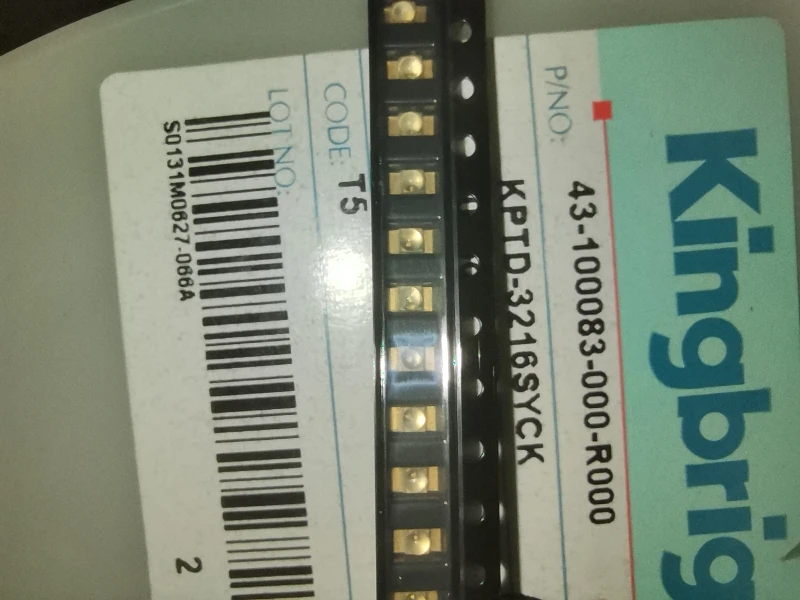 Kingbrig
P/NO:
43-100083-000-R000
KPTD-3216SYCK
CODE: T5
LOT NO:
S0131M0627-066A
2